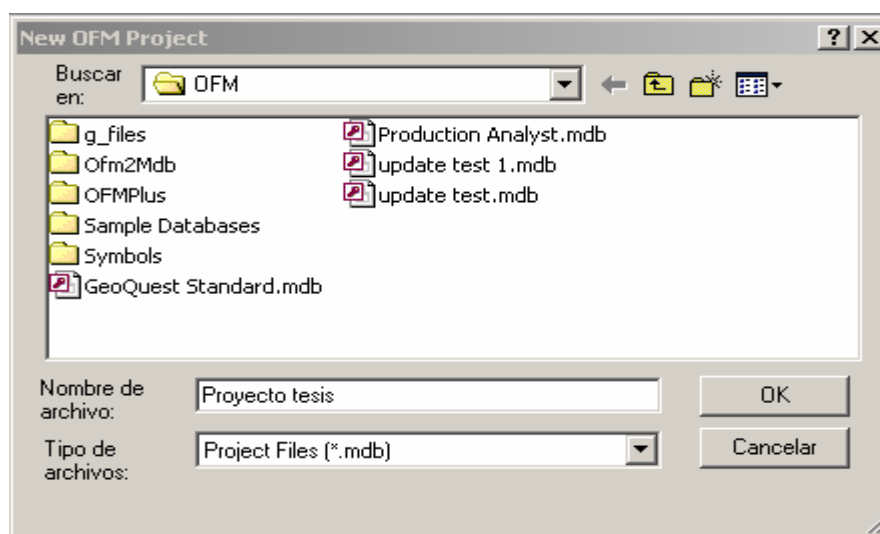 New OFM Project
Buscar
en:
OFM
g_files
Ofm2Mdb
OFMPlus
Sample Databases
Symbols
GeoQuest Standard.mdb
Production Analyst.mdb
update test 1.mdb
update test.mdb
Nombre de
archivo:
Proyecto tesis
OK
Tipo de
archivos:
Project Files (*.mdb)
Cancelar